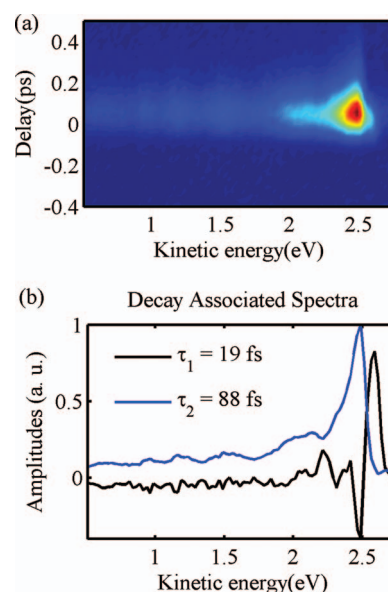 (a)
0.4
0.2
0
-0.2
-0.4
Delay(ps)
1 1.5 2 2.5
Kinetic energy(eV)
(b) Decay Associated Spectra
1
0.5
0
Amplitudes (a. u.)
τ1 = 19 fs
τ2 = 88 fs
1 1.5 2 2.5
Kinetic energy(eV)